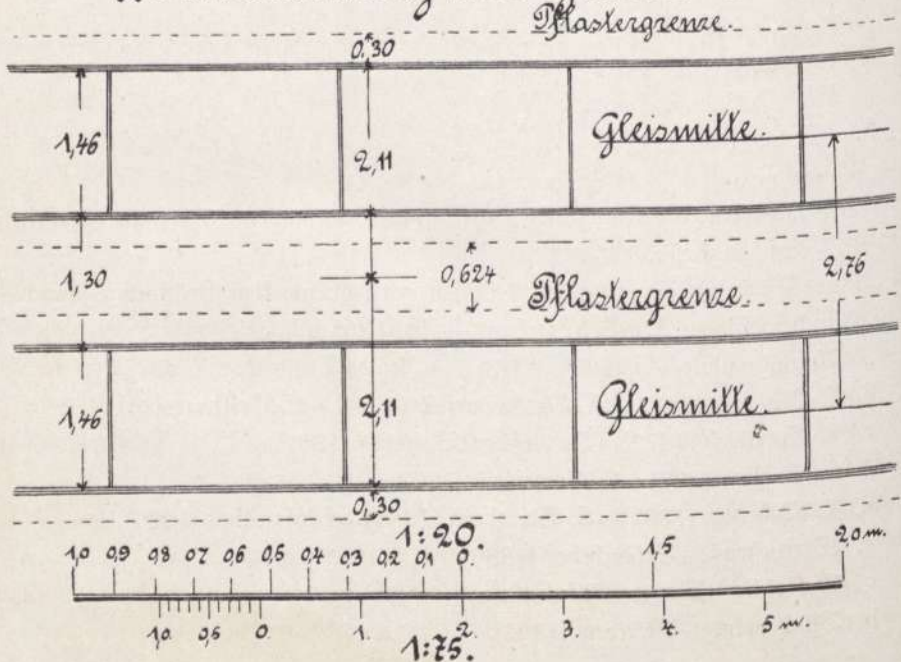 Pflastergrenze.
0,30
1,46
2,11
Gleismitte.
1,30
0,624
2,76
Pflastergrenze.
1,46
2,11
Gleismitte.
0,30
1:20.
1,0 0,9 0,8 0,7 0,6 0,5 0,4 0,3 0,2 0,1 0. 1,5 2,0 m.
1,0 0,5 0. 1. 2. 3. 4. 5 m.
1:75.